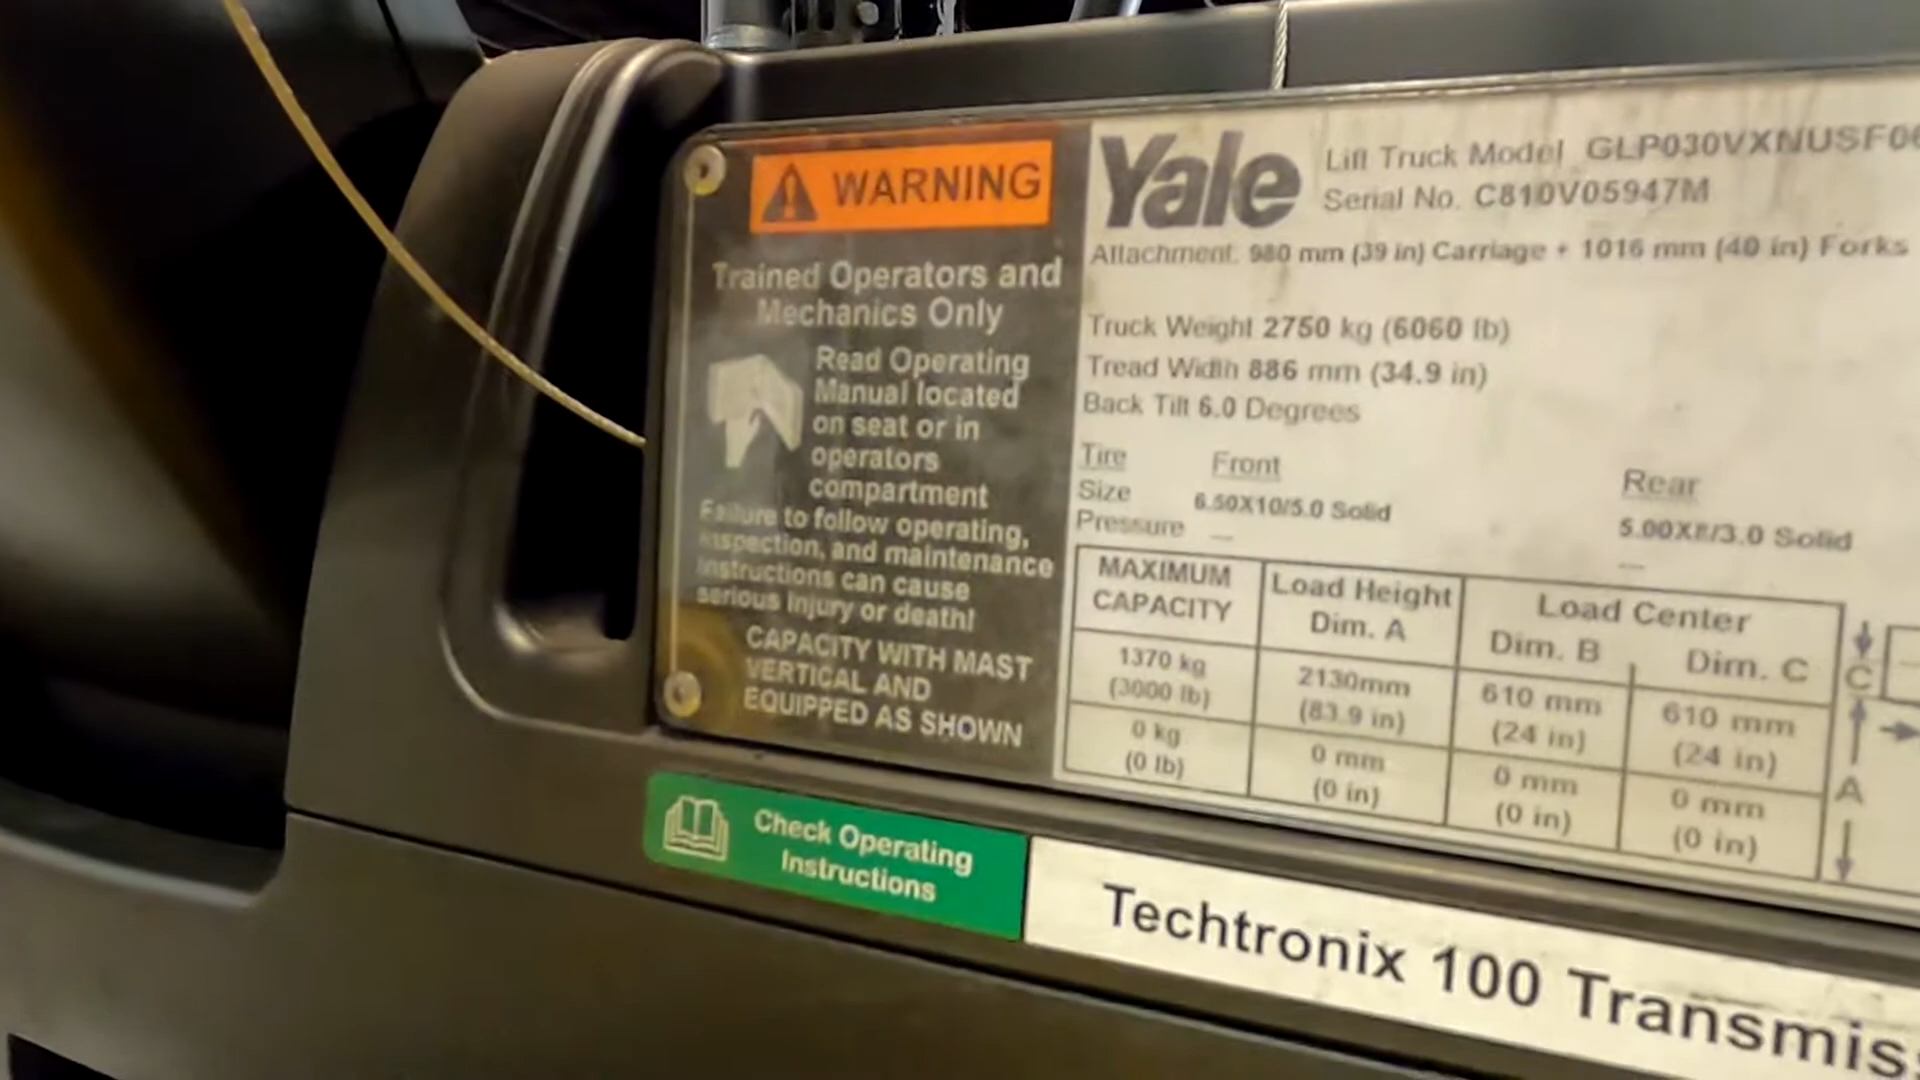 WARNING
Trained Operators and
Mechanics Only
Read Operating
Manual located
on seat or in
operators
compartment
Failure to follow operating,
inspection, and maintenance
instructions can cause
serious injury or death!
CAPACITY WITH MAST
VERTICAL AND
EQUIPPED AS SHOWN
Yale
Lift Truck Model GLP030VXNUSF0
Serial No. C810V05947M
Attachment: 980 mm (39 in) Carriage + 1016 mm (40 in) Forks
Truck Weight 2750 kg (6060 lb)
Tread Width 886 mm (34.9 in)
Back Tilt 6.0 Degrees
Tire Front Rear
Size 6.50X10/5.0 Solid 5.00X8/3.0 Solid
Pressure --- ---
MAXIMUM CAPACITY Load Height Dim. A Load Center Dim. B Dim. C
1370 kg 2130mm 610 mm 610 mm
(3000 lb) (83.9 in) (24 in) (24 in)
0 kg 0 mm 0 mm 0 mm
(0 lb) (0 in) (0 in) (0 in)
C
A
Check Operating
Instructions
Techtronix 100 Transmis